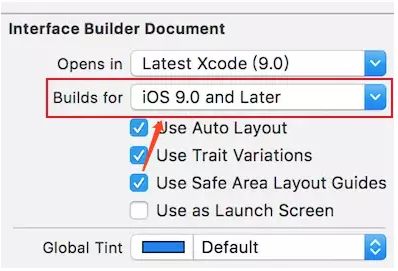 Interface Builder Document
Opens in Latest Xcode (9.0)
Builds for iOS 9.0 and Later
Use Auto Layout
Use Trait Variations
Use Safe Area Layout Guides
Use as Launch Screen
Global Tint Default